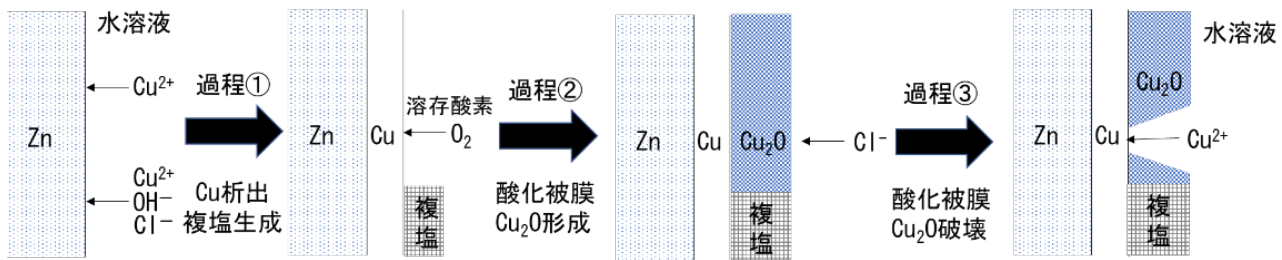 水溶液
Zn
Cu²⁺
Cu²⁺
OH⁻
Cl⁻
過程①
Cu析出
複塩生成
Zn
Cu
溶存酸素
O₂
複塩
過程②
酸化被膜
Cu₂O形成
Zn
Cu
Cu₂O
複塩
Cl⁻
過程③
酸化被膜
Cu₂O破壊
Zn
Cu
Cu₂O
水溶液
Cu²⁺
複塩